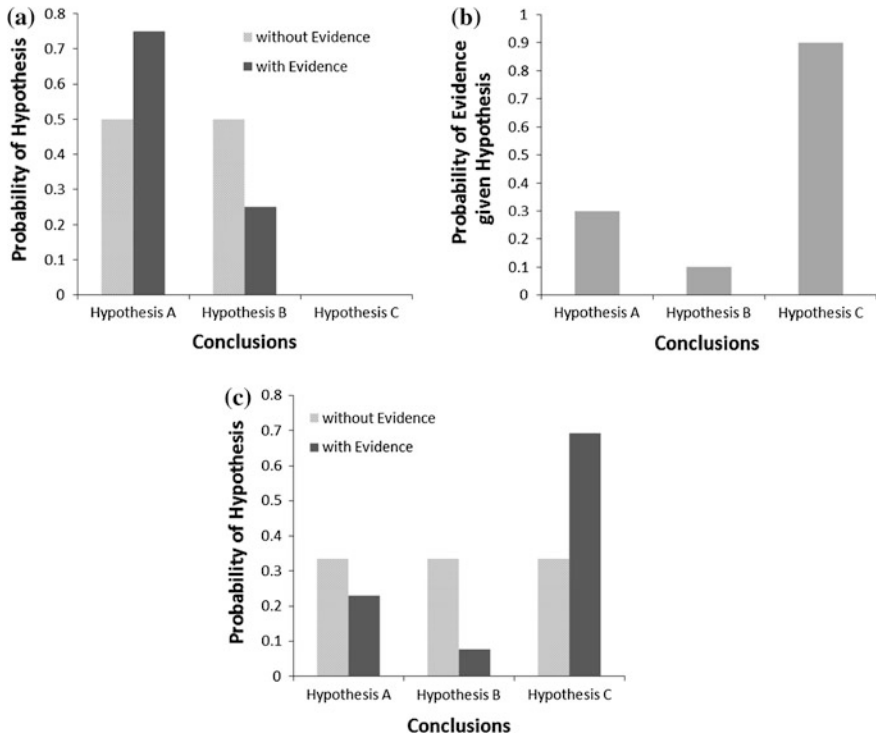 (a)
Probability of Hypothesis
0.8
0.7
0.6
0.5
0.4
0.3
0.2
0.1
0
without Evidence
with Evidence
Hypothesis A Hypothesis B Hypothesis C
Conclusions
(b)
Probability of Evidence
given Hypothesis
1
0.9
0.8
0.7
0.6
0.5
0.4
0.3
0.2
0.1
0
Hypothesis A Hypothesis B Hypothesis C
Conclusions
(c)
Probability of Hypothesis
0.8
0.7
0.6
0.5
0.4
0.3
0.2
0.1
0
without Evidence
with Evidence
Hypothesis A Hypothesis B Hypothesis C
Conclusions